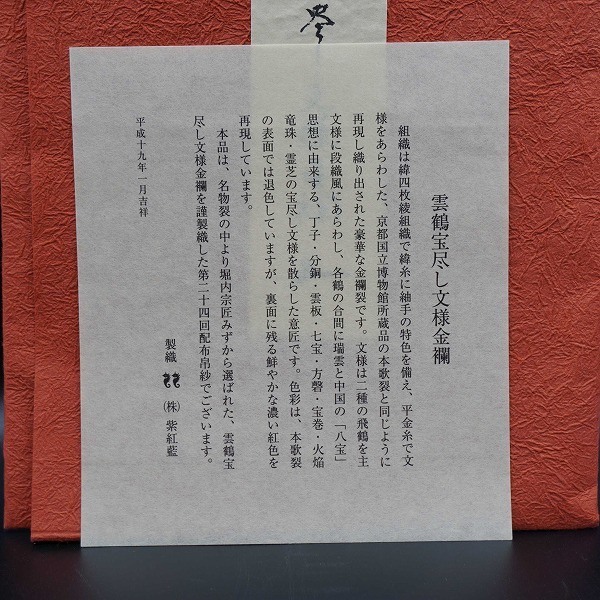 雲鶴宝尽し文様金襴
組織は緯四枚綾組織で緯糸に紬手の特色を備え、平金糸で文
様をあらわした、京都国立博物館所蔵品の本歌裂と同じように
再現し織り出された豪華な金襴裂です。文様は二種の飛鶴を主
文様に段織風にあらわし、各鶴の合間に瑞雲と中国の「八宝」
思想に由来する、丁子・分銅・雲板・七宝・方磬・宝巻・火焔
竜珠・霊芝の宝尽し文様を散らした意匠です。色彩は、本歌裂
の表面では退色していますが、裏面に残る鮮やかな濃い紅色を
再現しています。
本品は、名物裂の中より堀内宗匠みずから選ばれた、雲鶴宝
尽し文様金襴を謹製織した第二十四回配布帛紗でございます。
平成十九年一月吉祥
製織 ㈱ 紫紅藍